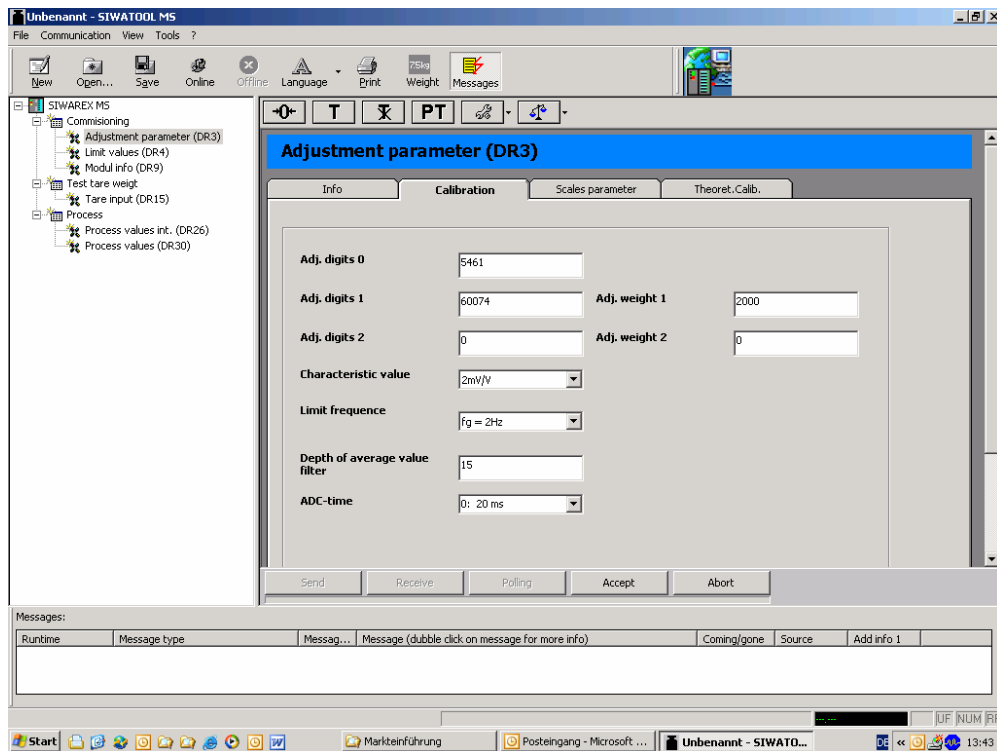 Unbenannt - SIWATOOL MS
File Communication View Tools ?
New Open... Save Online Offline Language Print Weight Messages
75kg
SIWAREX MS
Commisioning
Adjustment parameter (DR3)
Limit values (DR4)
Modul info (DR9)
Test tare weigt
Tare input (DR15)
Process
Process values int. (DR26)
Process values (DR30)
→0← T T PT
Adjustment parameter (DR3)
Info Calibration Scales parameter Theoret.Calib.
Adj. digits 0 5461
Adj. digits 1 60074 Adj. weight 1 2000
Adj. digits 2 0 Adj. weight 2 0
Characteristic value 2mV/V
Limit frequence fg = 2Hz
Depth of average value
filter 15
ADC-time 0: 20 ms
Send Receive Polling Accept Abort
Messages:
Runtime Message type Messag... Message (dubble click on message for more info) Coming/gone Source Add info 1
---,--- UF NUM RF
Start Markteinführung Posteingang - Microsoft ... Unbenannt - SIWATO... DE « 13:43